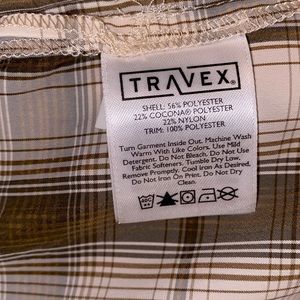 TRAVEX®
SHELL: 56% POLYESTER
22% COCONA® POLYESTER
22% NYLON
TRIM: 100% POLYESTER
Turn Garment Inside Out. Machine Wash
Warm With Like Colors. Use Mild
Detergent. Do Not Bleach. Do Not Use
Fabric Softeners. Tumble Dry Low.
Remove Promptly. Cool Iron As Desired.
Do Not Iron On Print. Do Not
Dry Clean.